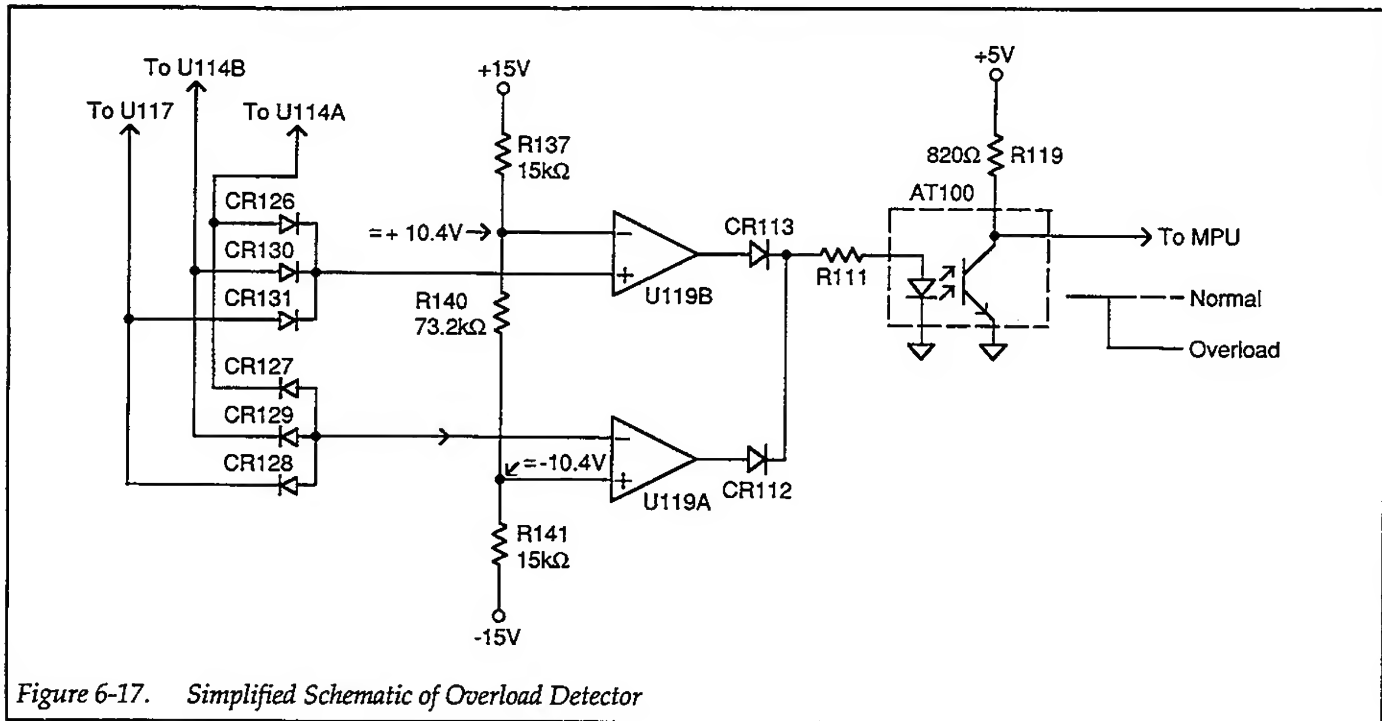 To U114B
To U117
To U114A
+15V
+5V
R137
15kΩ
820Ω
R119
AT100
CR126
CR130
CR131
= + 10.4V
−
+
U119B
CR113
R111
To MPU
R140
73.2kΩ
Normal
Overload
CR127
CR129
CR128
= -10.4V
−
+
U119A
CR112
R141
15kΩ
-15V
Figure 6-17. Simplified Schematic of Overload Detector